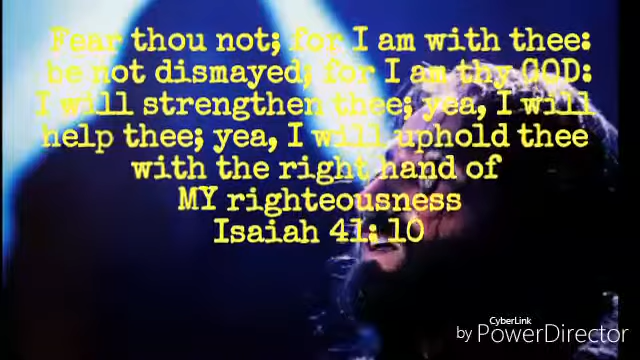 Fear thou not; for I am with thee:
be not dismayed; for I am thy GOD:
I will strengthen thee; yea, I will
help thee; yea, I will uphold thee
with the right hand of
MY righteousness
Isaiah 41: 10
CyberLink
by PowerDirector